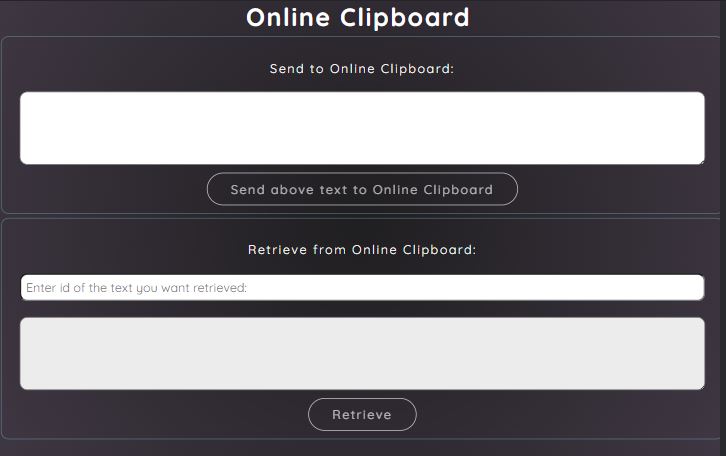 Online Clipboard
Send to Online Clipboard:
Send above text to Online Clipboard
Retrieve from Online Clipboard:
Enter id of the text you want retrieved:
Retrieve